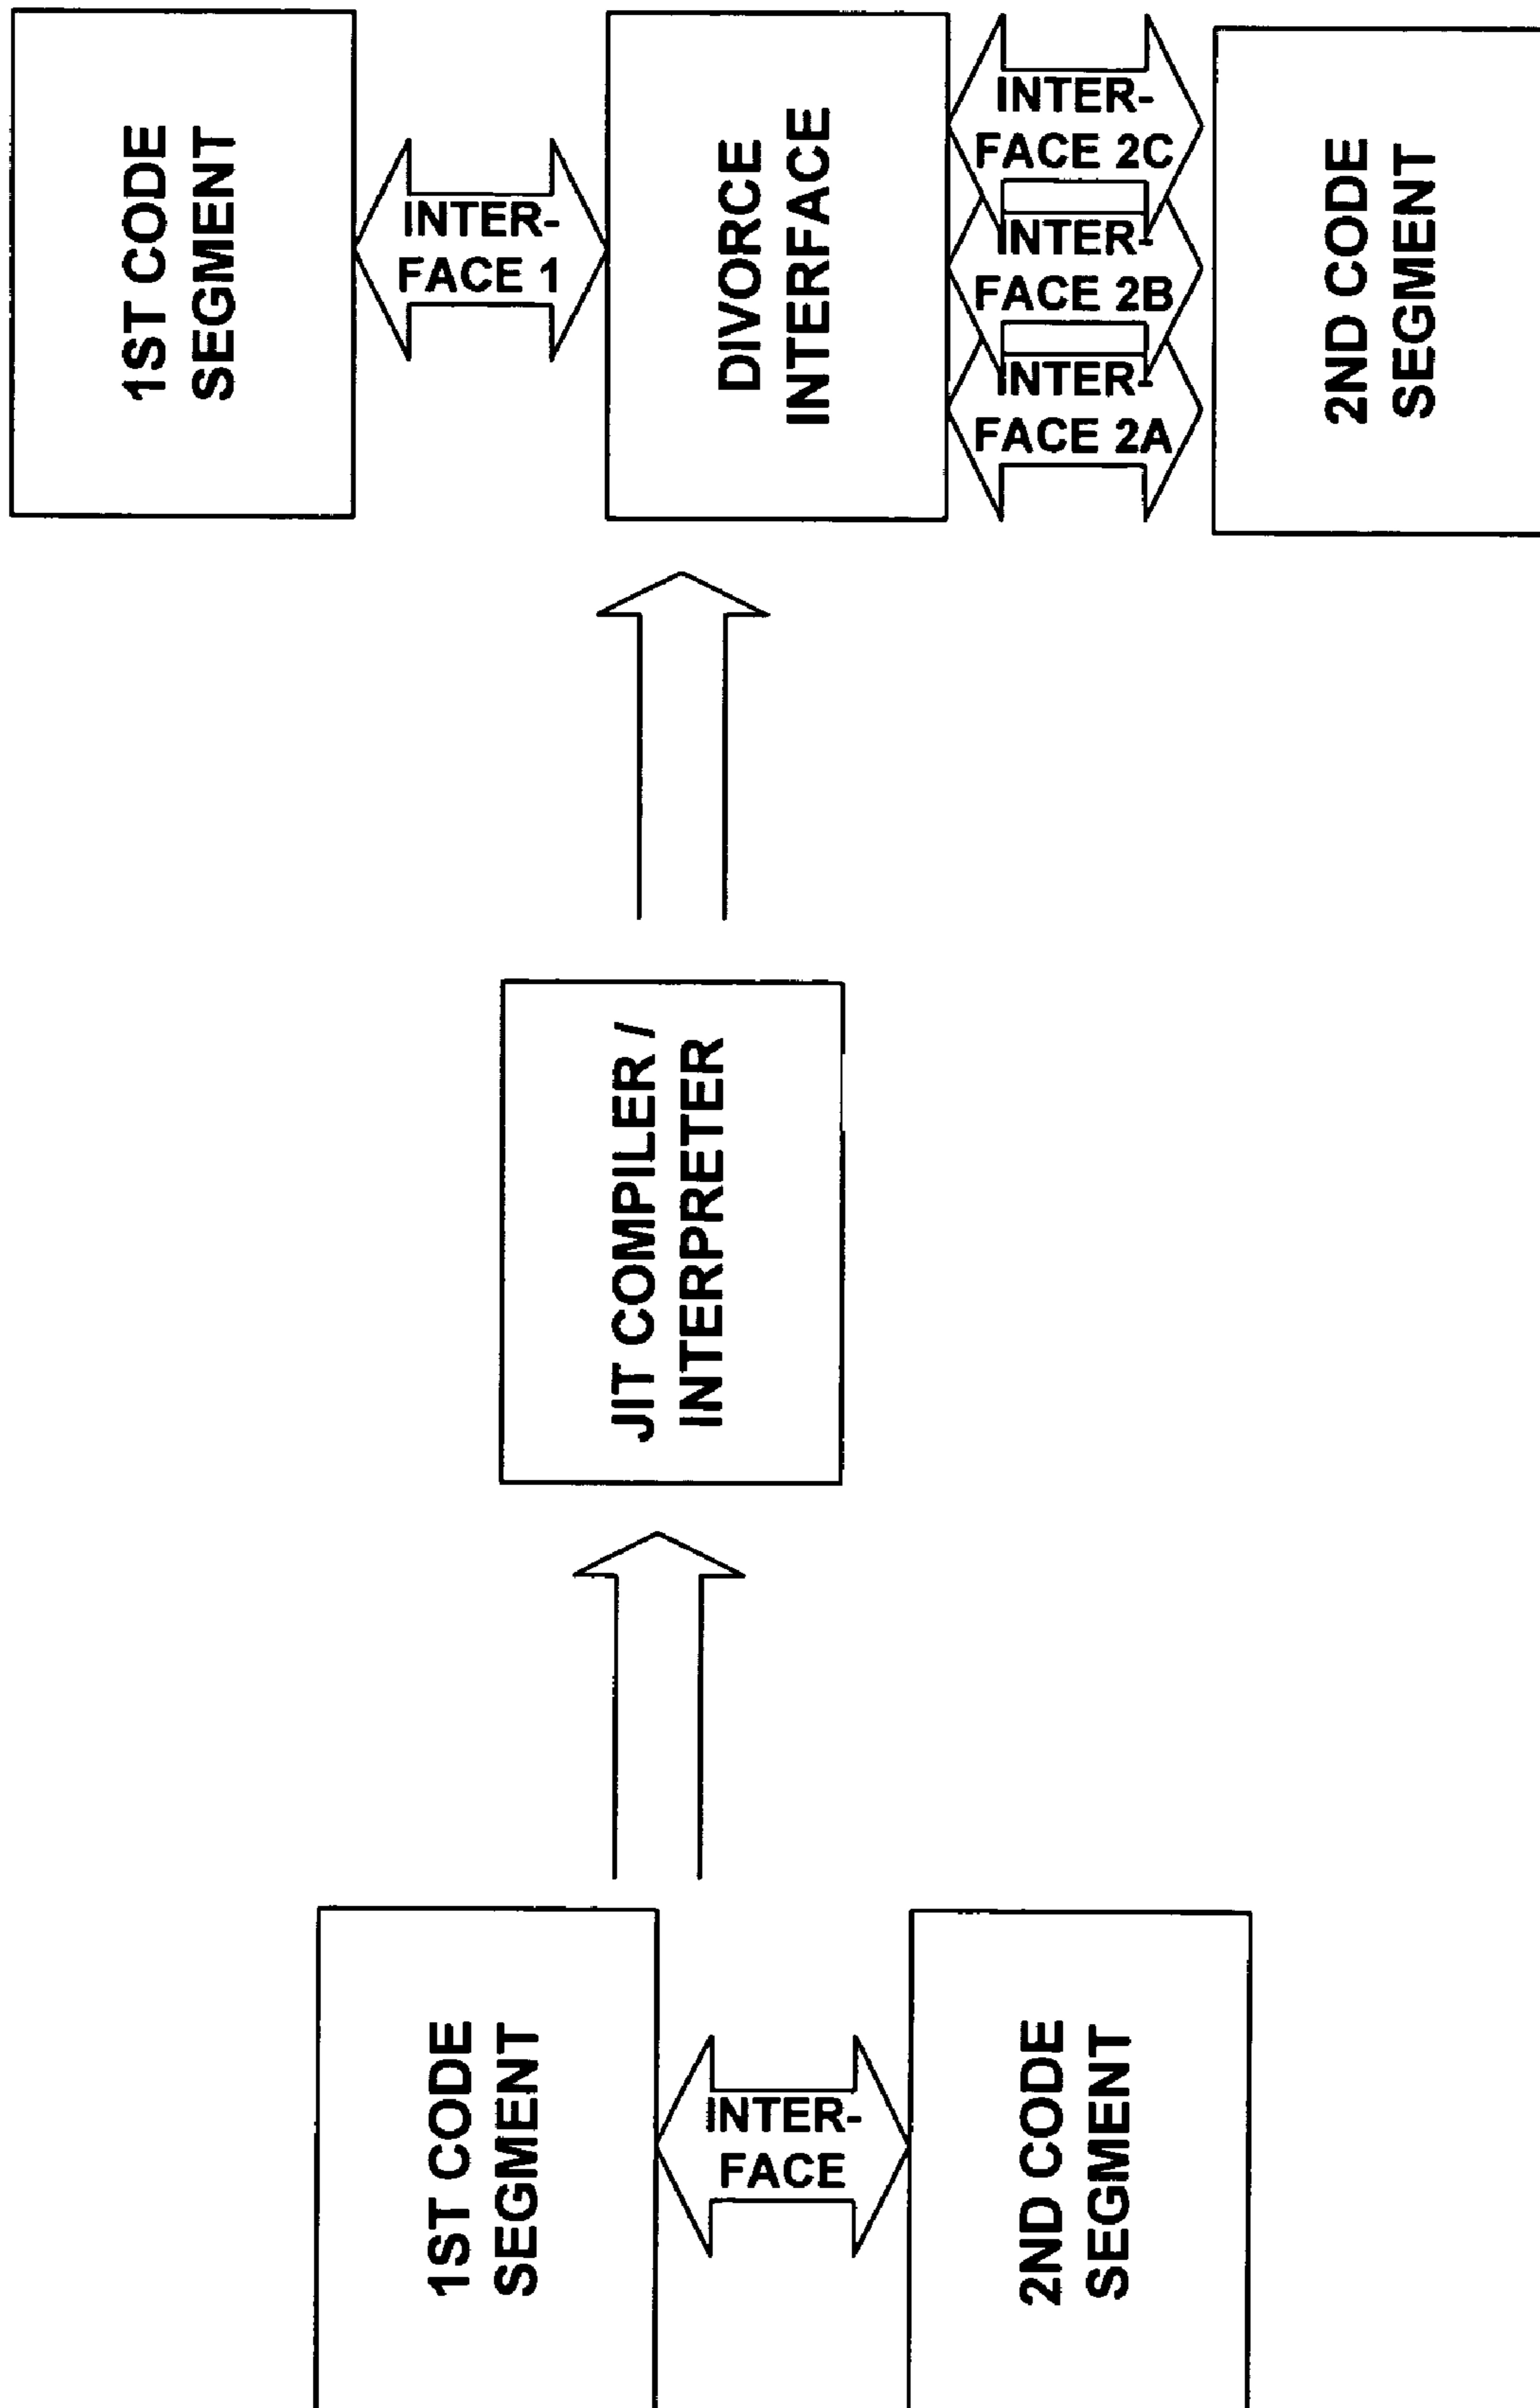 1ST CODE
SEGMENT
INTER-
FACE 1
DIVORCE
INTERFACE
INTER-
FACE 2C
INTER-
FACE 2B
INTER-
FACE 2A
2ND CODE
SEGMENT
JIT COMPILER /
INTERPRETER
1ST CODE
SEGMENT
INTER-
FACE
2ND CODE
SEGMENT